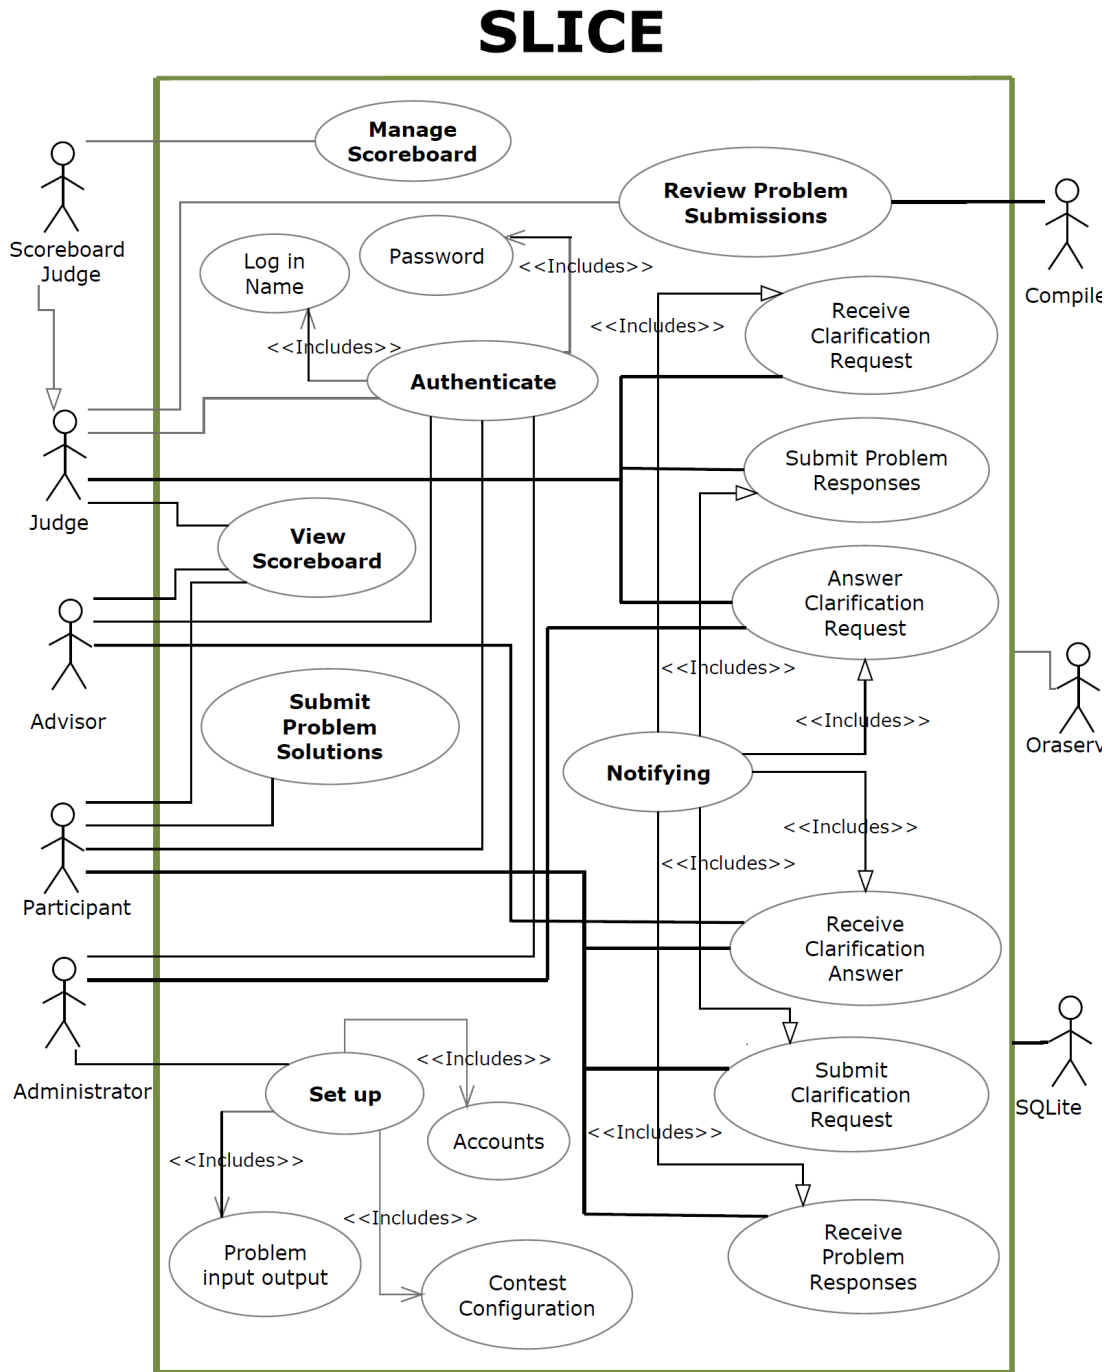 SLICE
Manage
Scoreboard
Review Problem
Submissions
Scoreboard
Judge
Log in
Name
Password
<<Includes>>
Compile
<<Includes>>
Receive
Clarification
Request
<<Includes>>
Authenticate
Submit Problem
Responses
Judge
View
Scoreboard
Answer
Clarification
Request
<<Includes>>
Advisor
Submit
Problem
Solutions
<<Includes>>
Oraserv
Notifying
<<Includes>>
<<Includes>>
Participant
Receive
Clarification
Answer
Administrator
<<Includes>>
Set up
Submit
Clarification
Request
SQLite
Accounts
<<Includes>>
<<Includes>>
<<Includes>>
Problem
input output
Contest
Configuration
Receive
Problem
Responses